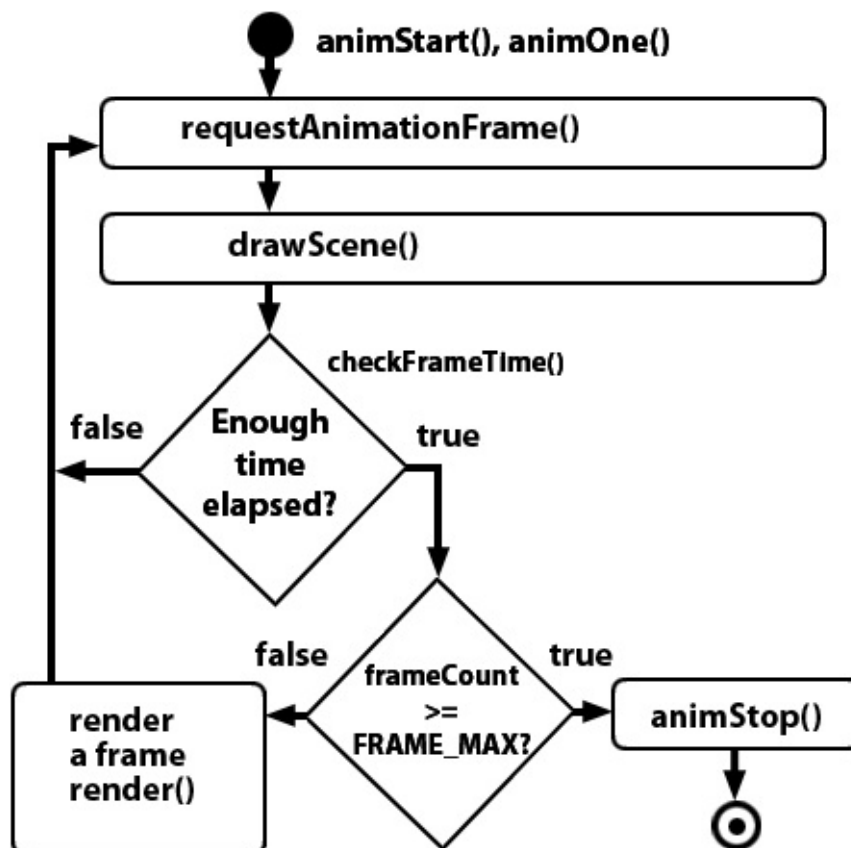 animStart(), animOne()
requestAnimationFrame()
drawScene()
checkFrameTIme()
false
Enough
time
elapsed?
true
false
frameCount
>=
FRAME_MAX?
true
render
a frame
render()
animStop()